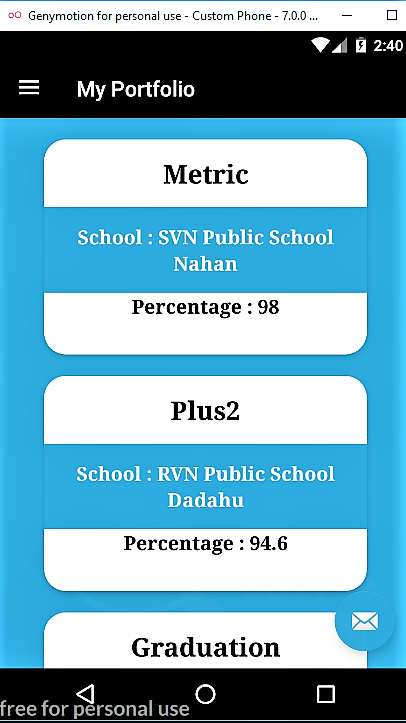 Genymotion for personal use - Custom Phone - 7.0.0 ...
2:40
My Portfolio
Metric
School : SVN Public School
Nahan
Percentage : 98
Plus2
School : RVN Public School
Dadahu
Percentage : 94.6
Graduation
free for personal use